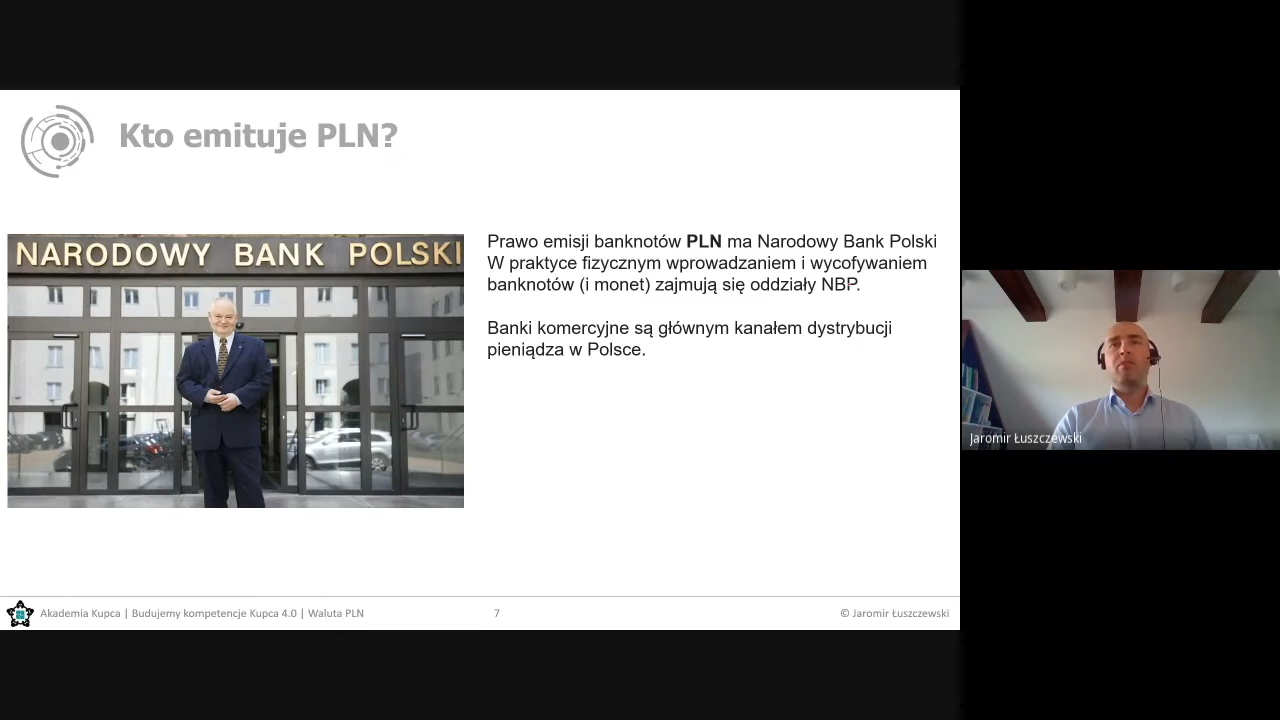 Kto emituje PLN?
NARODOWY BANK POLSKI
Prawo emisji banknotów PLN ma Narodowy Bank Polski
W praktyce fizycznym wprowadzaniem i wycofywaniem
banknotów (i monet) zajmują się oddziały NBP.
Banki komercyjne są głównym kanałem dystrybucji
pieniądza w Polsce.
Jaromir Łuszczewski
Akademia Kupca | Budujemy kompetencje Kupca 4.0 | Waluta PLN
7
© Jaromir Łuszczewski